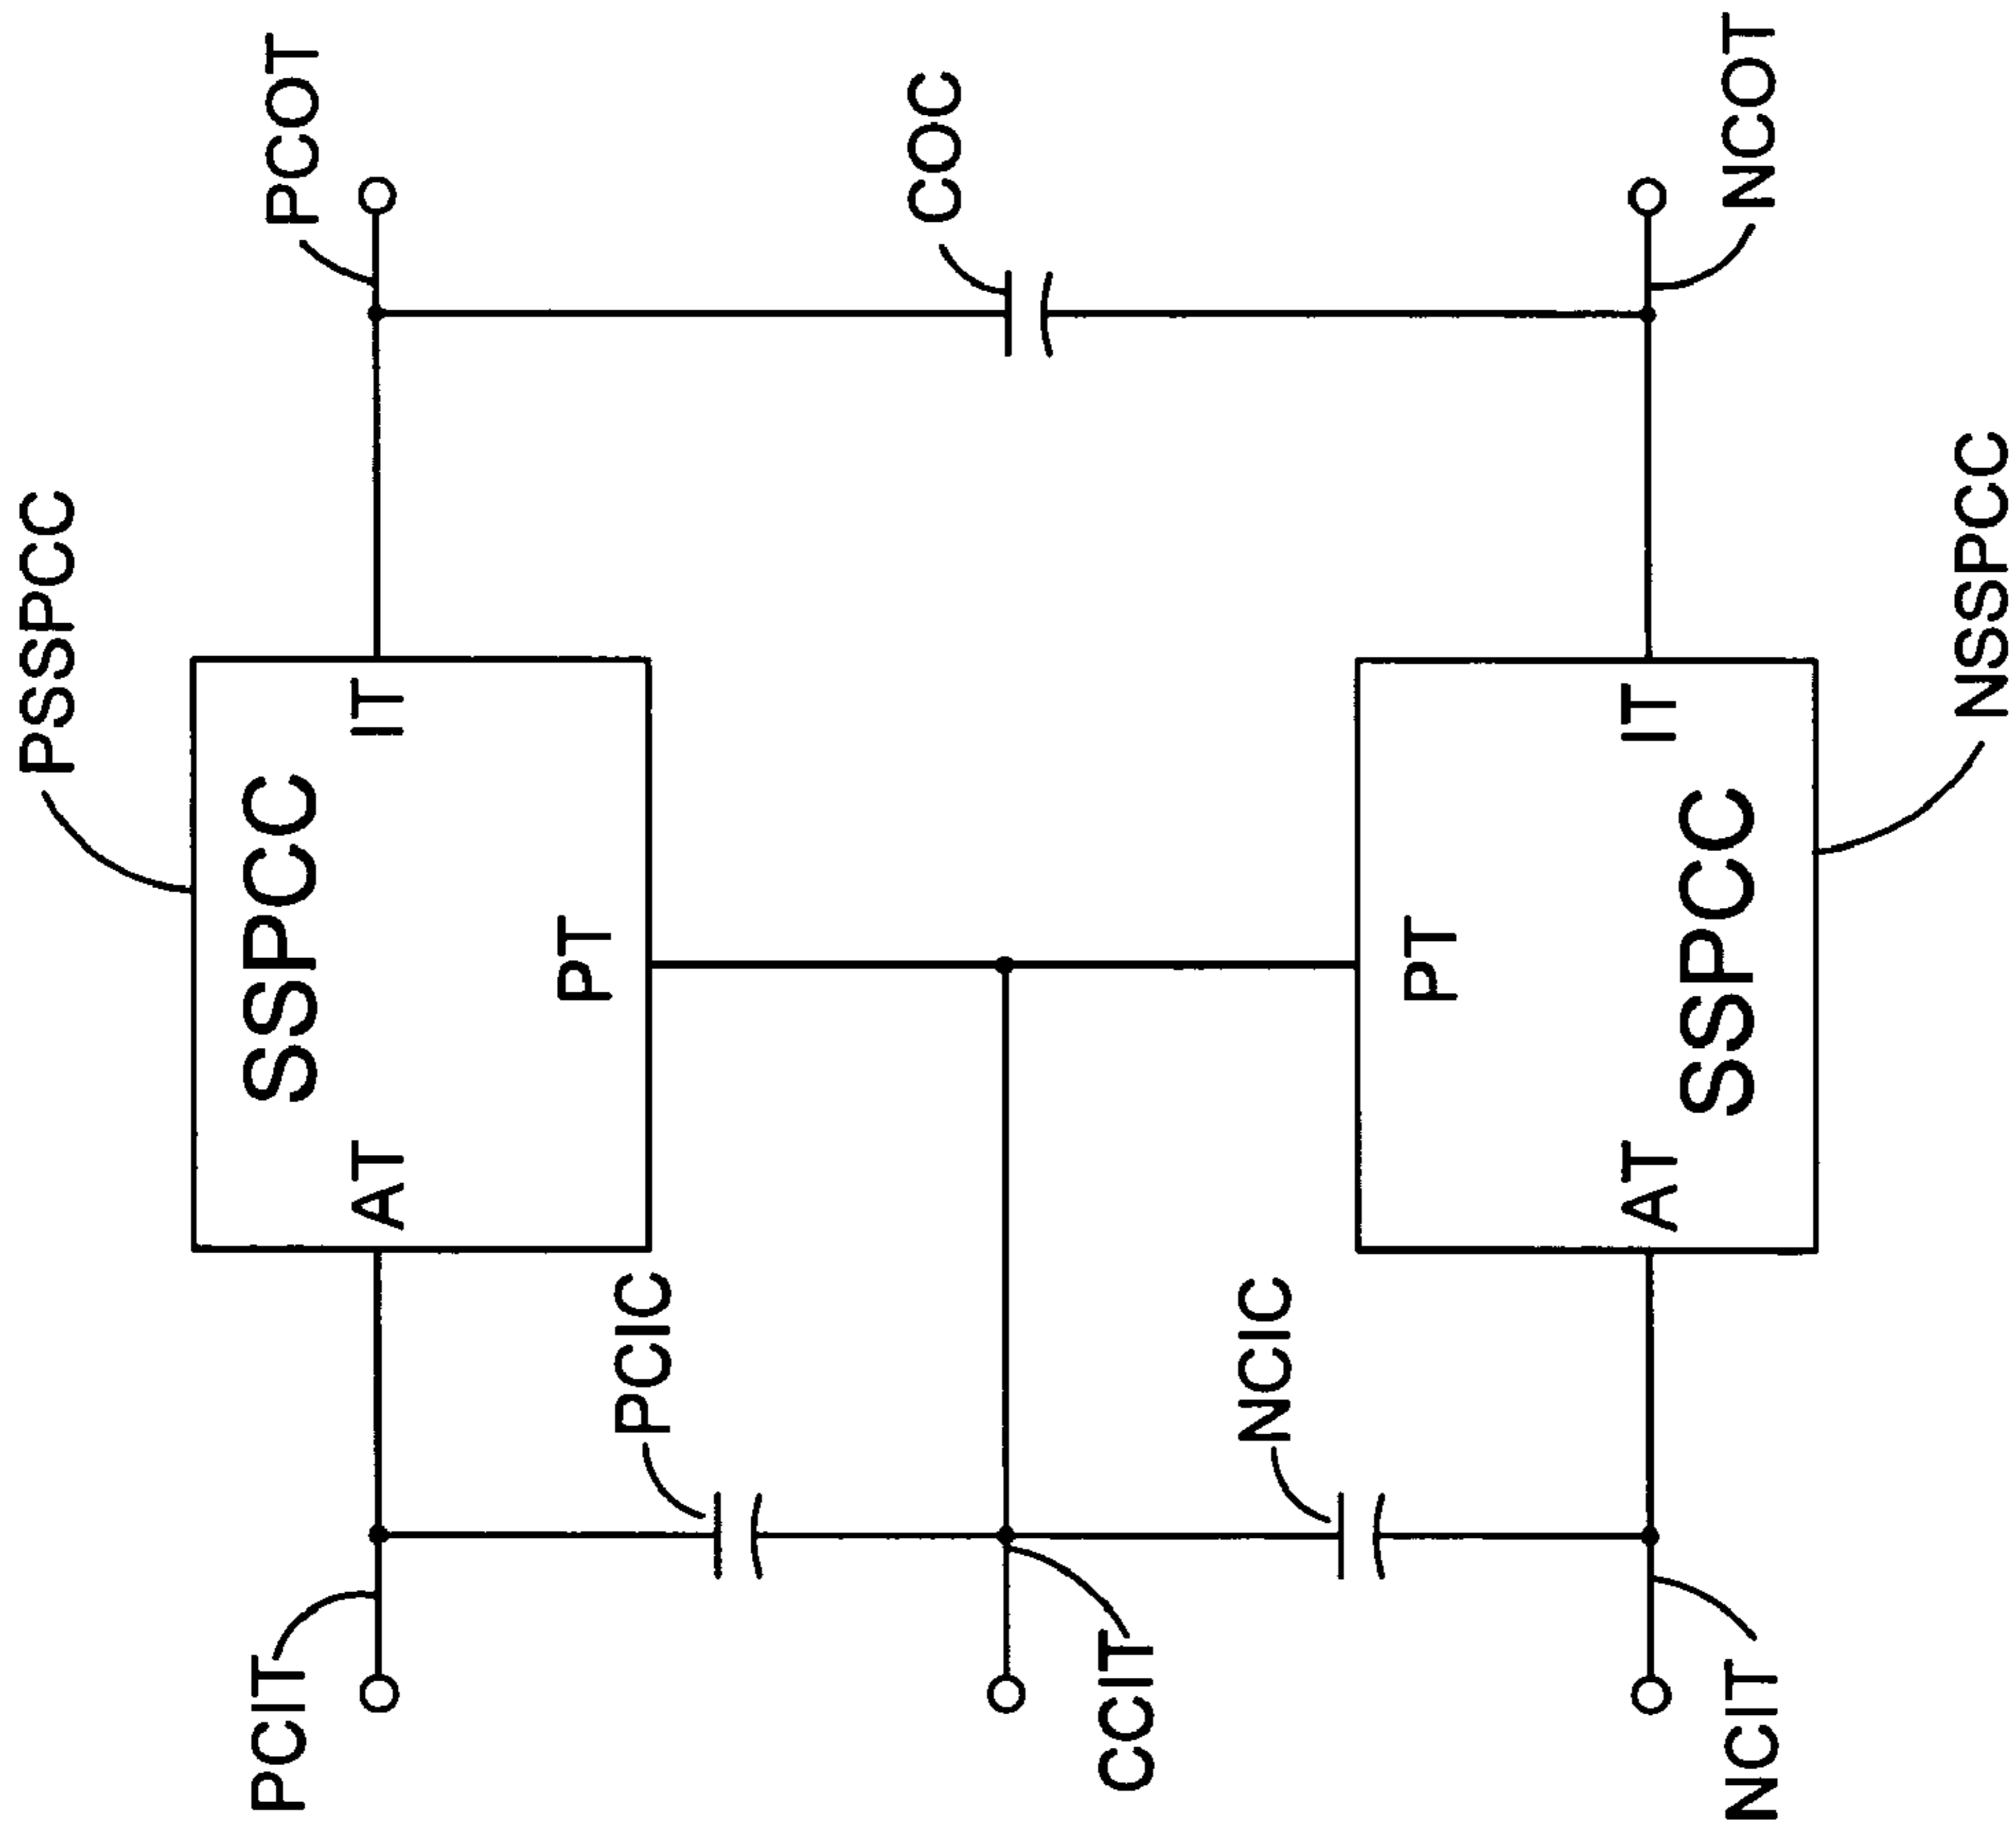 PSSPCC
PCIT
AT
SSPCC
IT
PCOT
PT
PCIC
CCIT
COC
NCIC
PT
NCIT
AT
SSPCC
IT
NCOT
NSSPCC